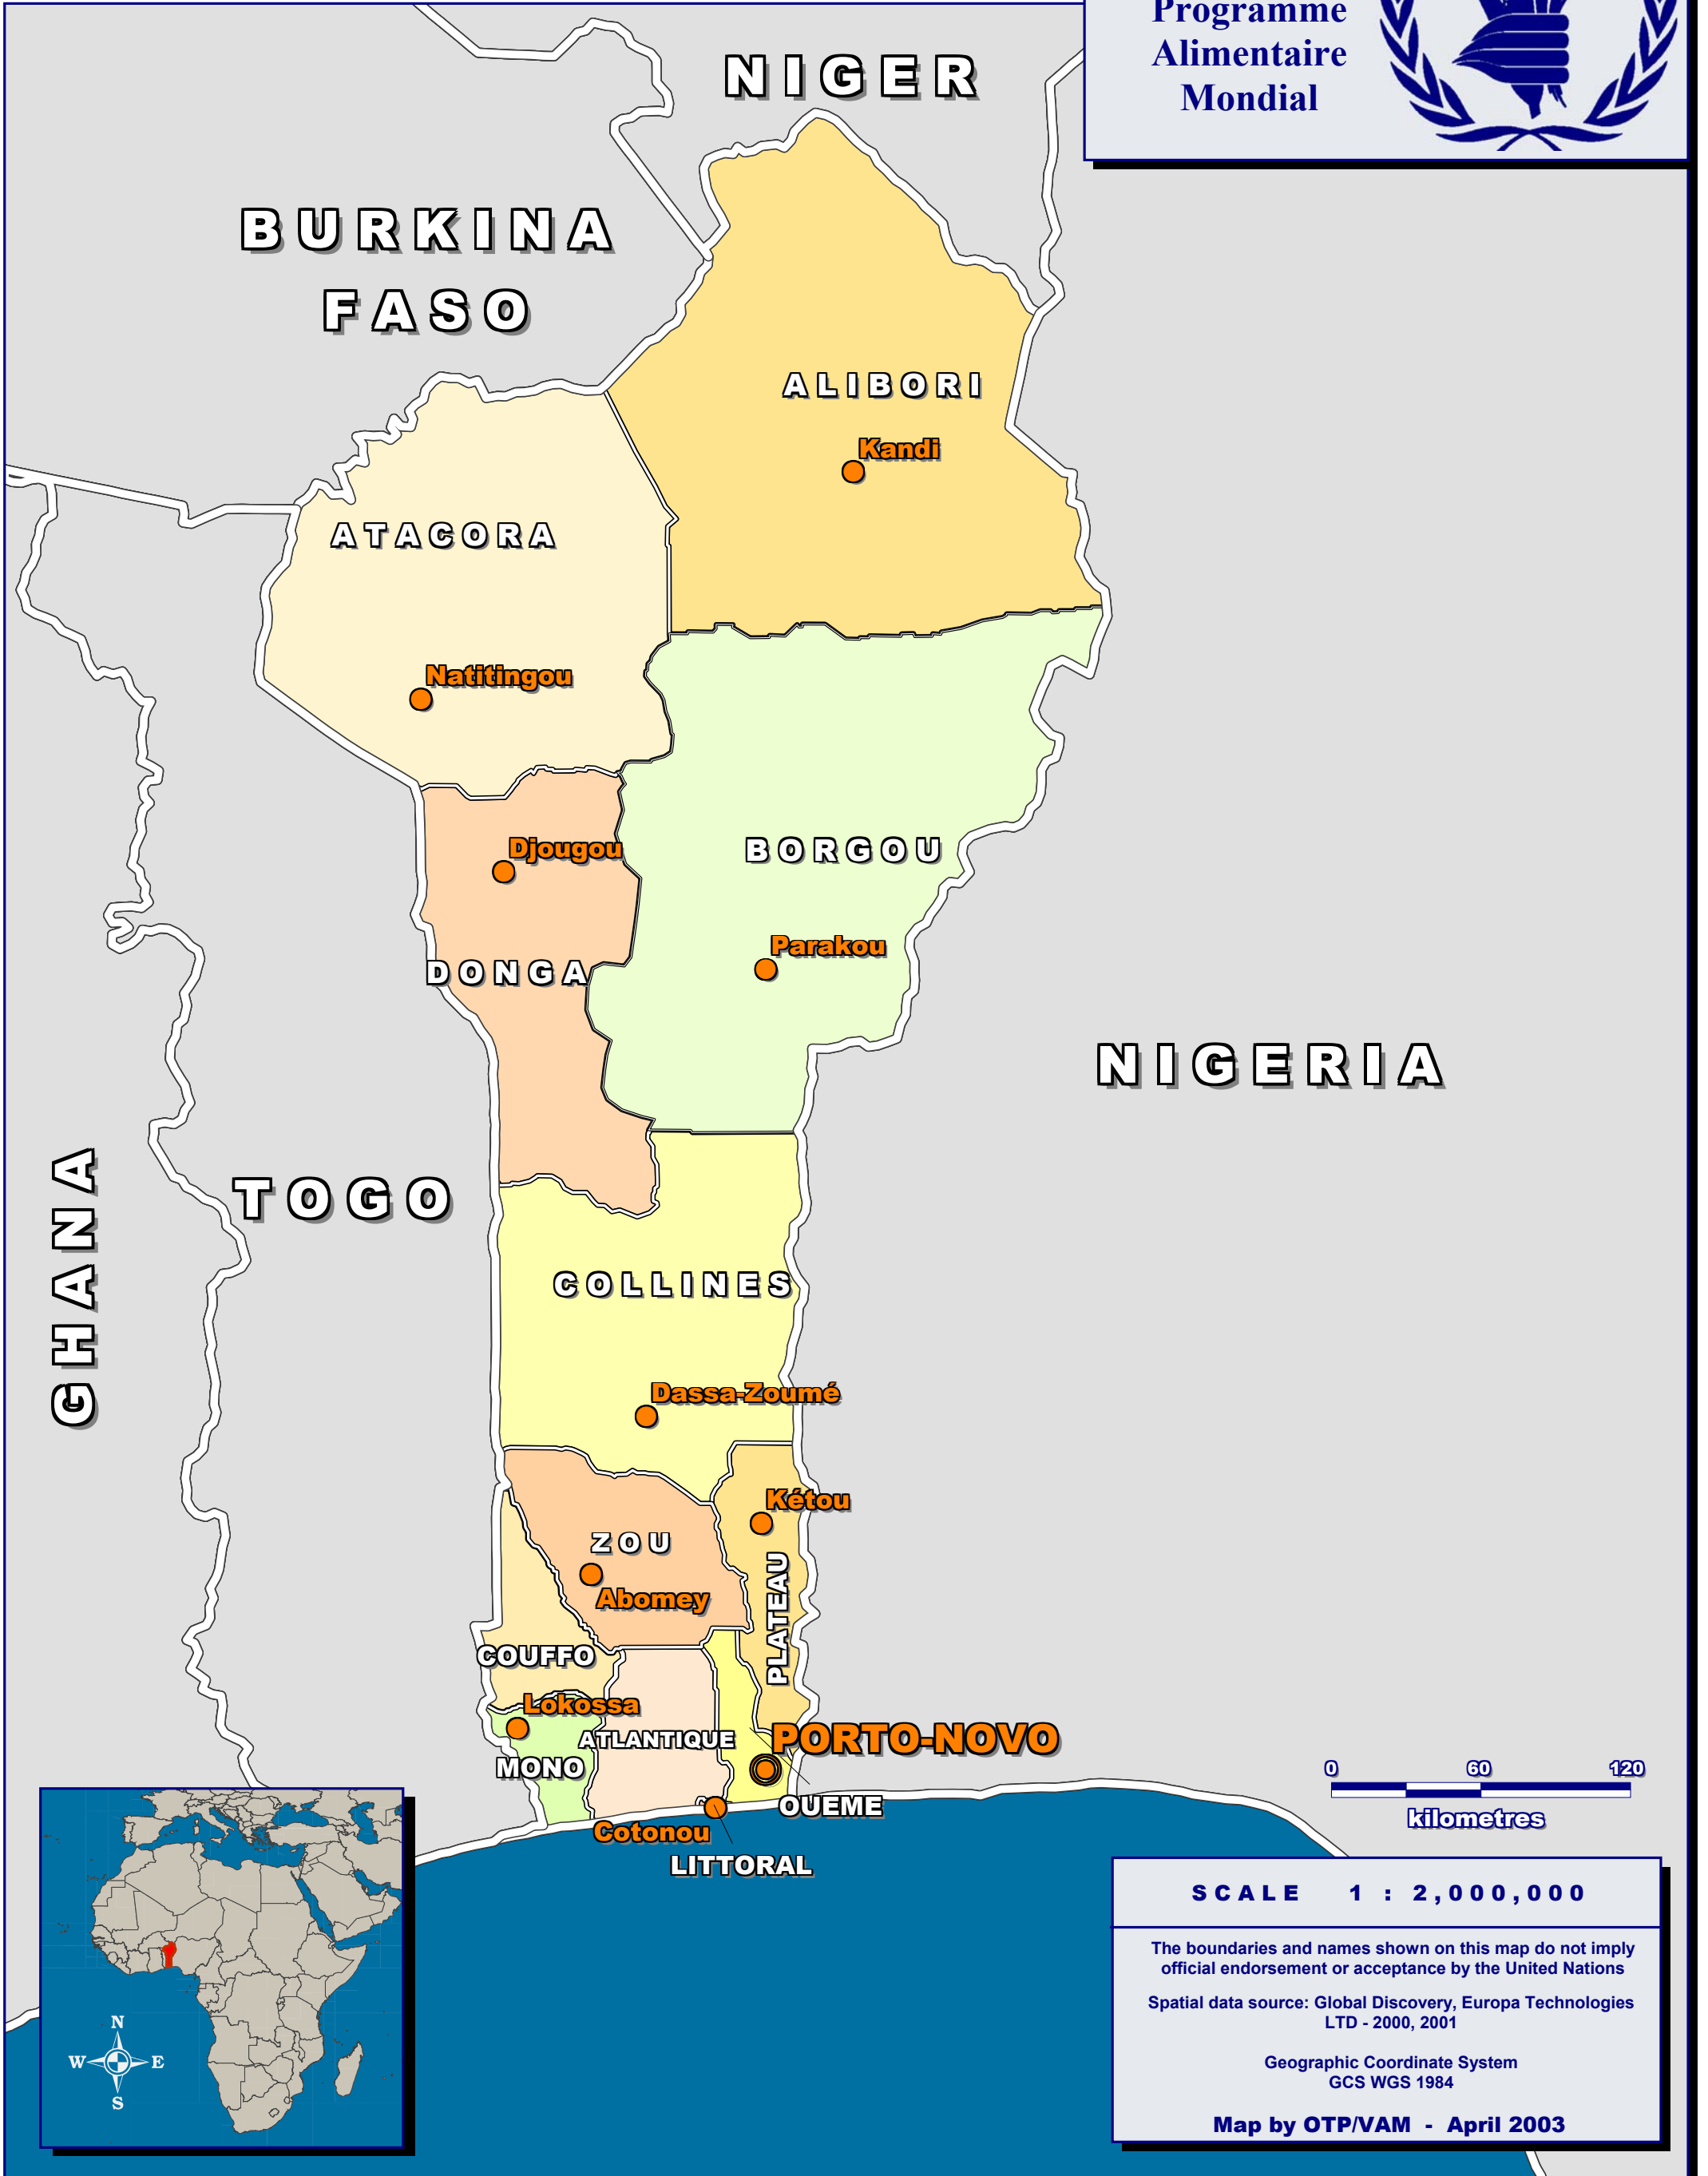 Programme
Alimentaire
Mondial
NIGER
BURKINA
FASO
ALIBORI
Kandi
ATACORA
Natitingou
Djougou
BORGOU
Parakou
DONGA
NIGERIA
GHANA
TOGO
COLLINES
Dassa-Zoumé
Kétou
ZOU
Abomey
PLATEAU
COUFFO
Lokossa
ATLANTIQUE
PORTO-NOVO
MONO
OUEME
Cotonou
LITTORAL
0 60 120
kilometres
SCALE 1 : 2,000,000
The boundaries and names shown on this map do not imply
official endorsement or acceptance by the United Nations
Spatial data source: Global Discovery, Europa Technologies
LTD - 2000, 2001
Geographic Coordinate System
GCS WGS 1984
Map by OTP/VAM - April 2003
N
W E
S